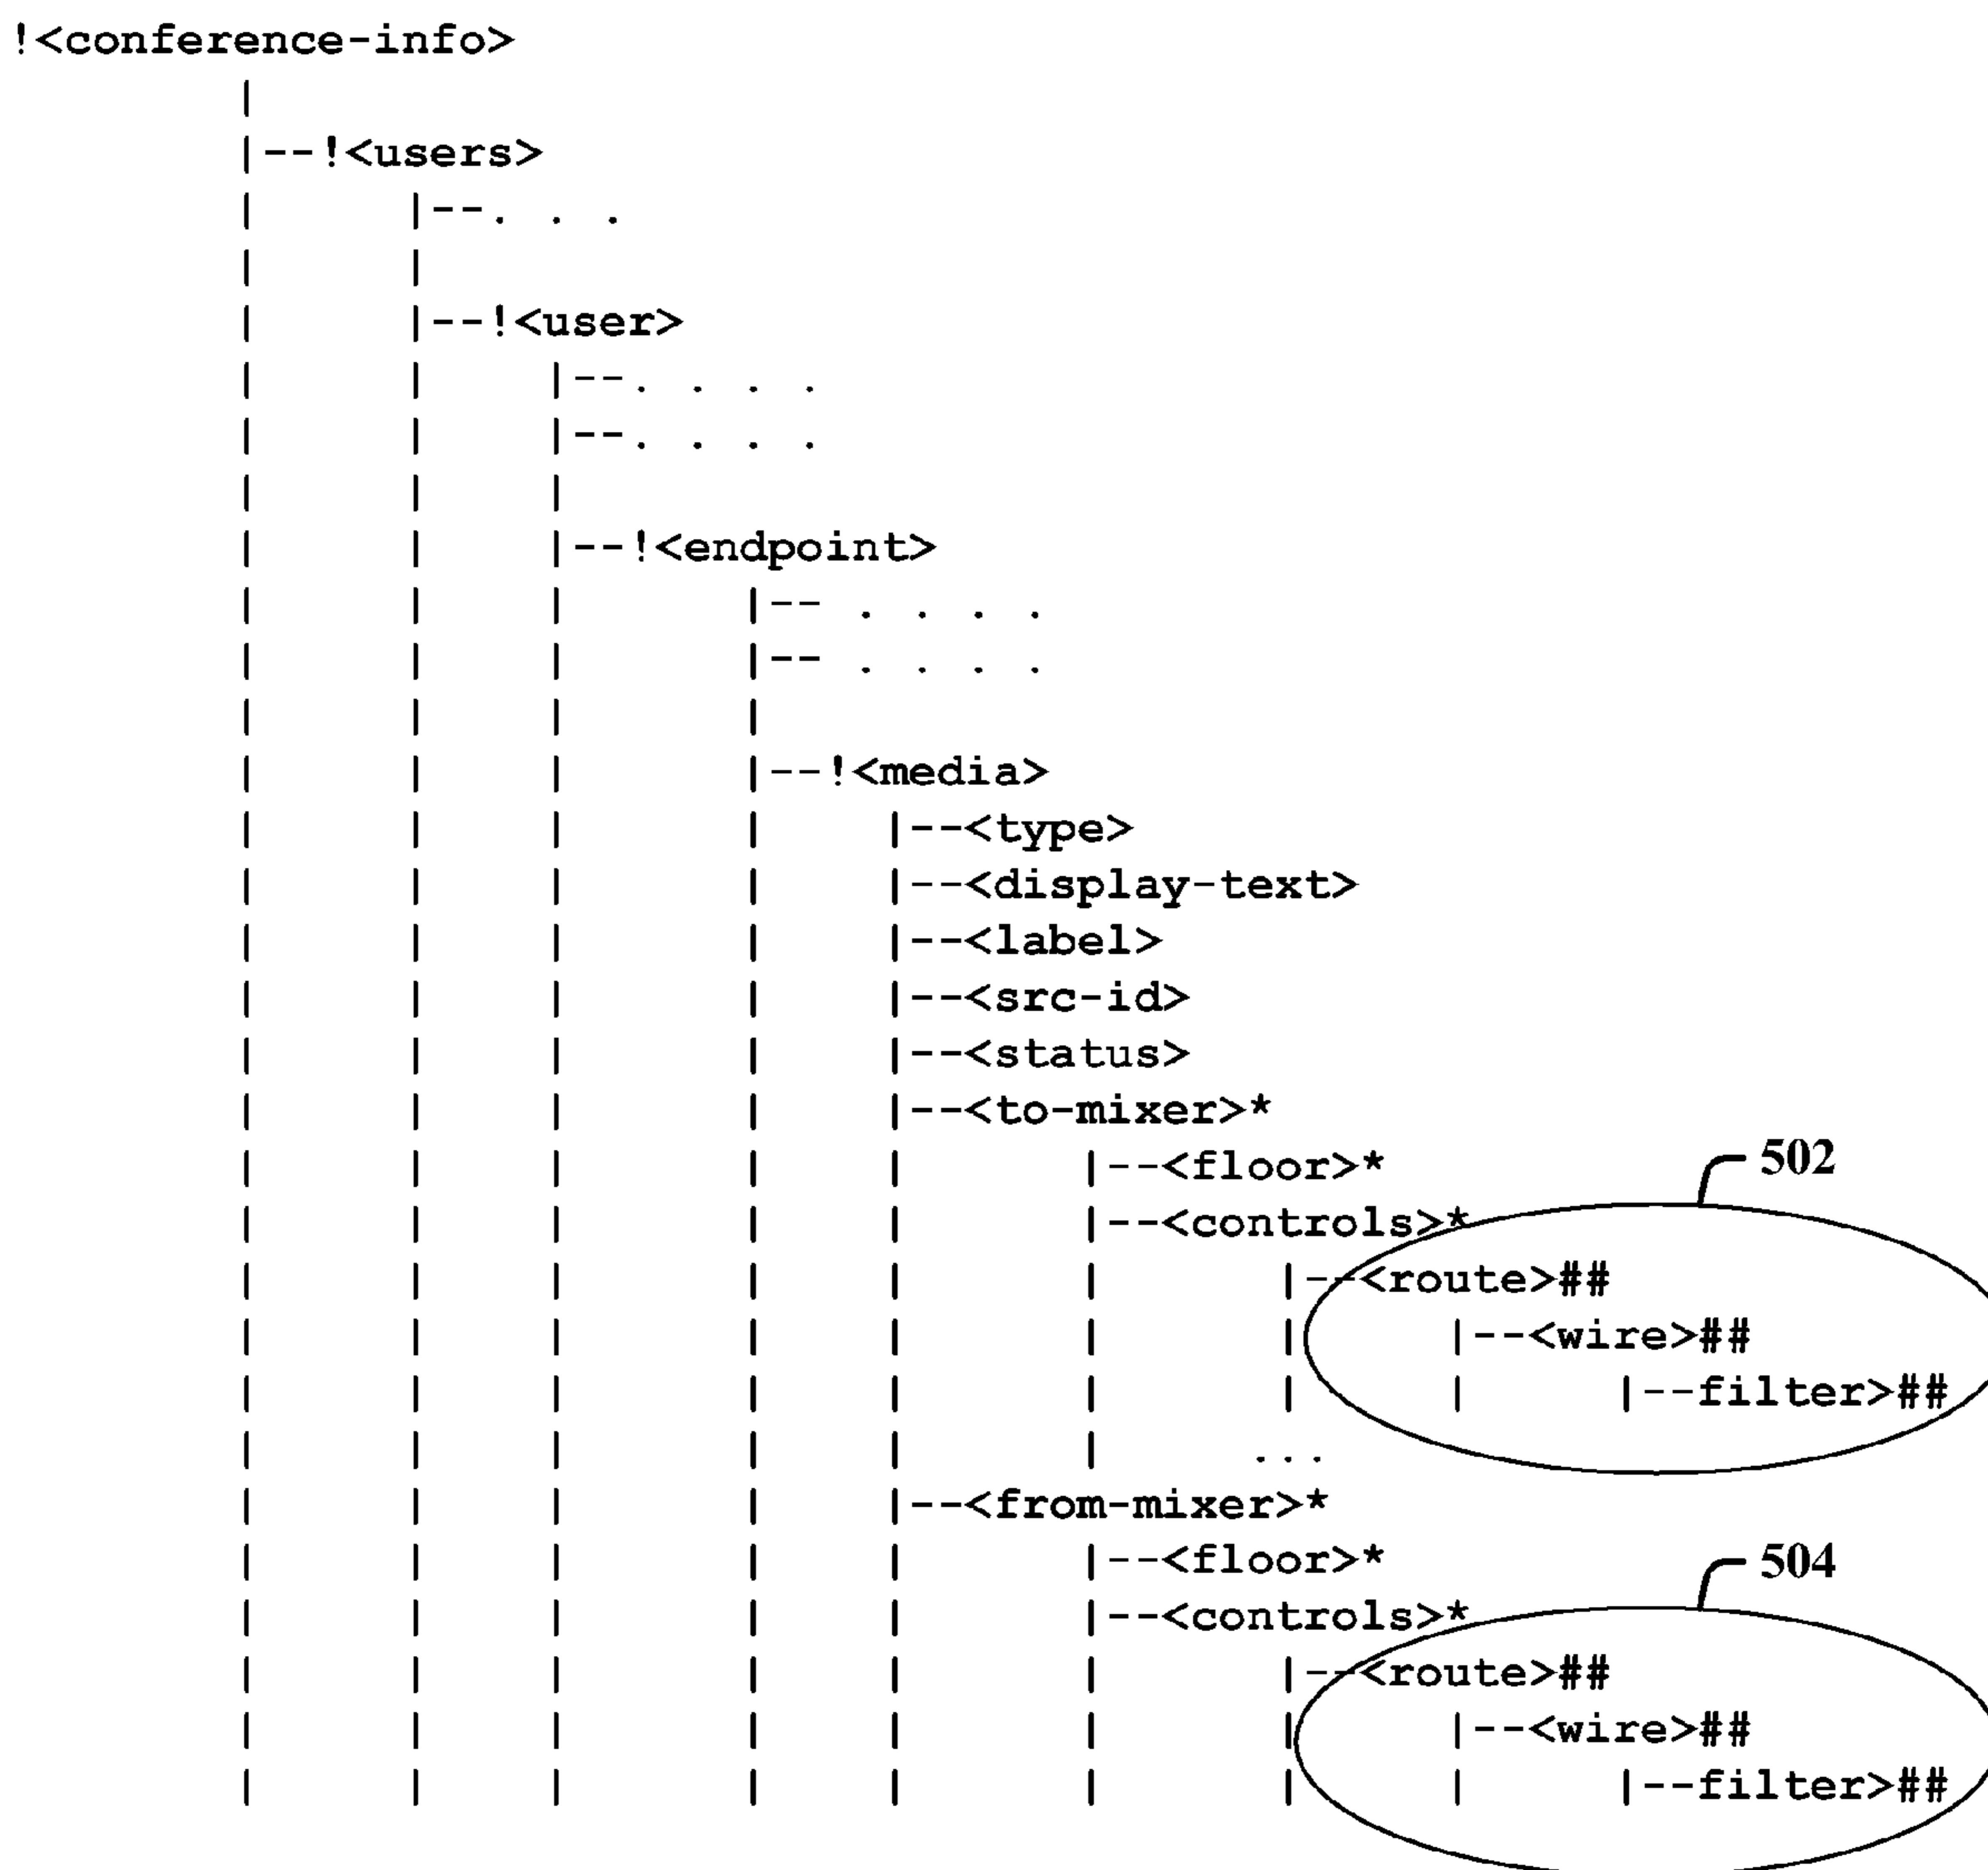 !<conference-info>
|
|--!<users>
| |--. . .
| |
| |--!<user>
| | |--. . . .
| | |--. . . .
| | |
| | |--!<endpoint>
| | | |-- . . . .
| | | |-- . . . .
| | | |
| | | |--!<media>
| | | | |--<type>
| | | | |--<display-text>
| | | | |--<label>
| | | | |--<src-id>
| | | | |--<status>
| | | | |--<to-mixer>*
502
| | | | | |--<floor>*
| | | | | |--<controls>*
| | | | | | |--<route>##
| | | | | | | |--<wire>##
| | | | | | | | |--filter>##
| | | | | | ...
| | | | |--<from-mixer>*
504
| | | | | |--<floor>*
| | | | | |--<controls>*
| | | | | | |--<route>##
| | | | | | | |--<wire>##
| | | | | | | | |--filter>##